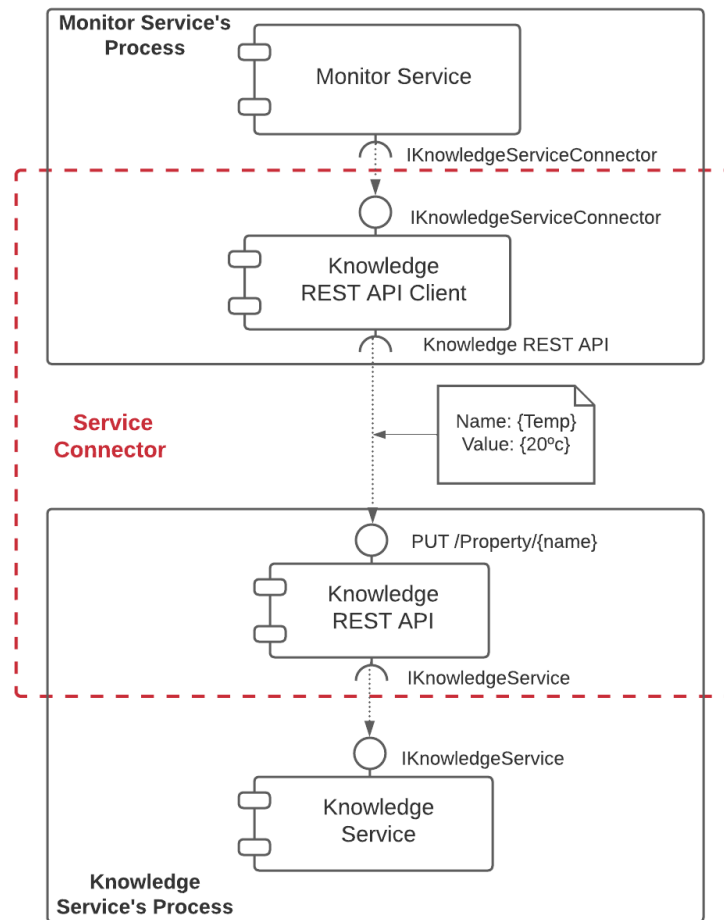 Monitor Service's
Process
Monitor Service
IKnowledgeServiceConnector
IKnowledgeServiceConnector
Knowledge
REST API Client
Knowledge REST API
Service
Connector
Name: {Temp}
Value: {20ºc}
PUT /Property/{name}
Knowledge
REST API
IKnowledgeService
IKnowledgeService
Knowledge
Service
Knowledge
Service's Process